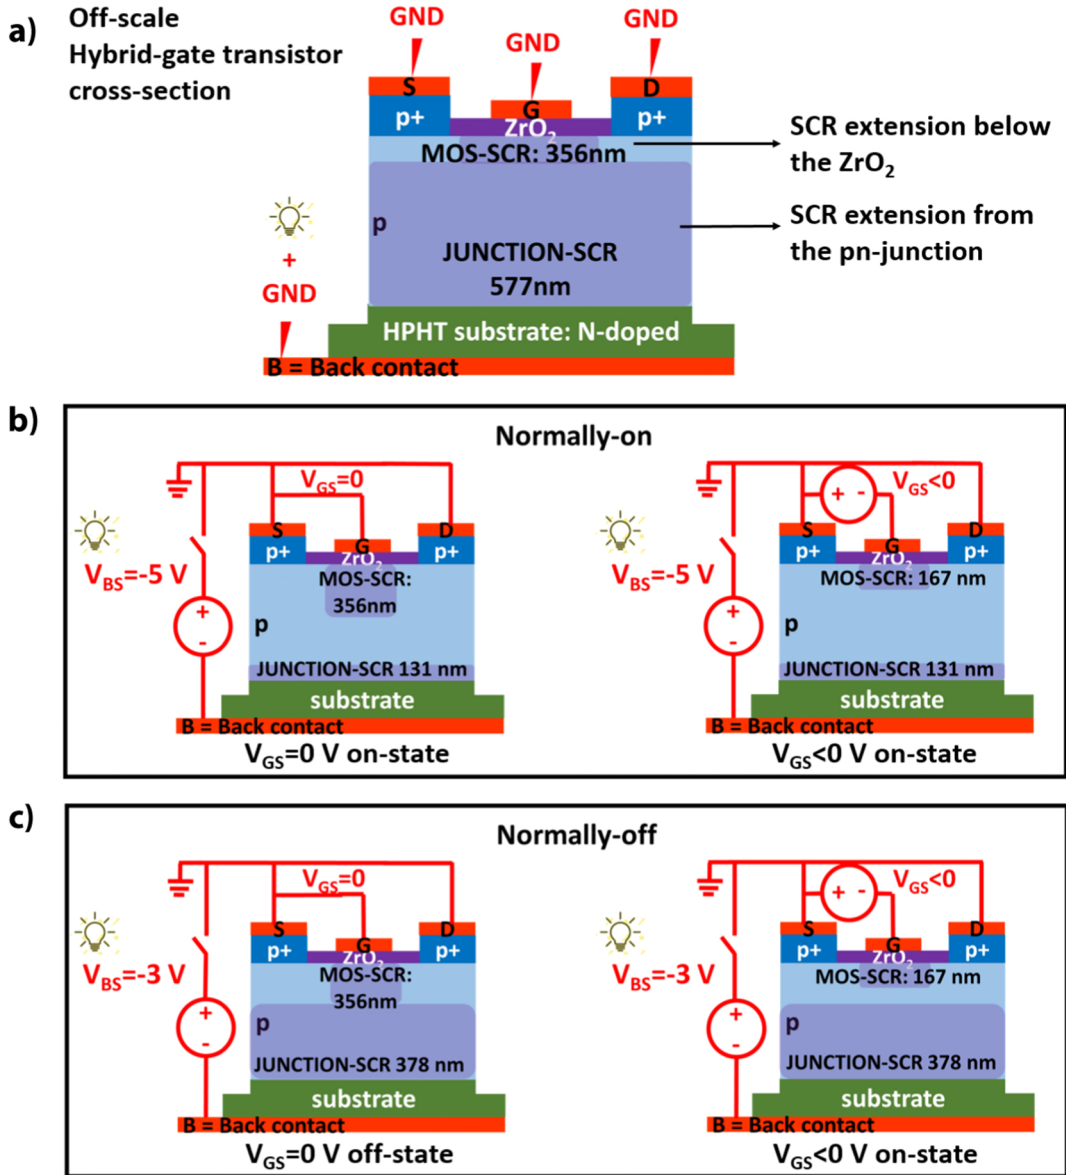 a)
Off-scale
Hybrid-gate transistor
cross-section
GND
GND
GND
S
G
D
p+
ZrO2
p+
MOS-SCR: 356nm
SCR extension below
the ZrO2
p
SCR extension from
the pn-junction
JUNCTION-SCR
577nm
+
GND
HPHT substrate: N-doped
B = Back contact
b)
Normally-on
VGS=0
S
G
D
p+
ZrO2
p+
VBS=-5 V
MOS-SCR:
356nm
+
-
p
JUNCTION-SCR 131 nm
substrate
B = Back contact
VGS=0 V on-state
+ -
VGS<0
S
G
D
p+
ZrO2
p+
VBS=-5 V
MOS-SCR: 167 nm
+
-
p
JUNCTION-SCR 131 nm
substrate
B = Back contact
VGS<0 V on-state
c)
Normally-off
VGS=0
S
G
D
p+
ZrO2
p+
VBS=-3 V
MOS-SCR:
356nm
+
-
p
JUNCTION-SCR 378 nm
substrate
B = Back contact
VGS=0 V off-state
+ -
VGS<0
S
G
D
p+
ZrO2
p+
VBS=-3 V
MOS-SCR: 167 nm
+
-
p
JUNCTION-SCR 378 nm
substrate
B = Back contact
VGS<0 V on-state